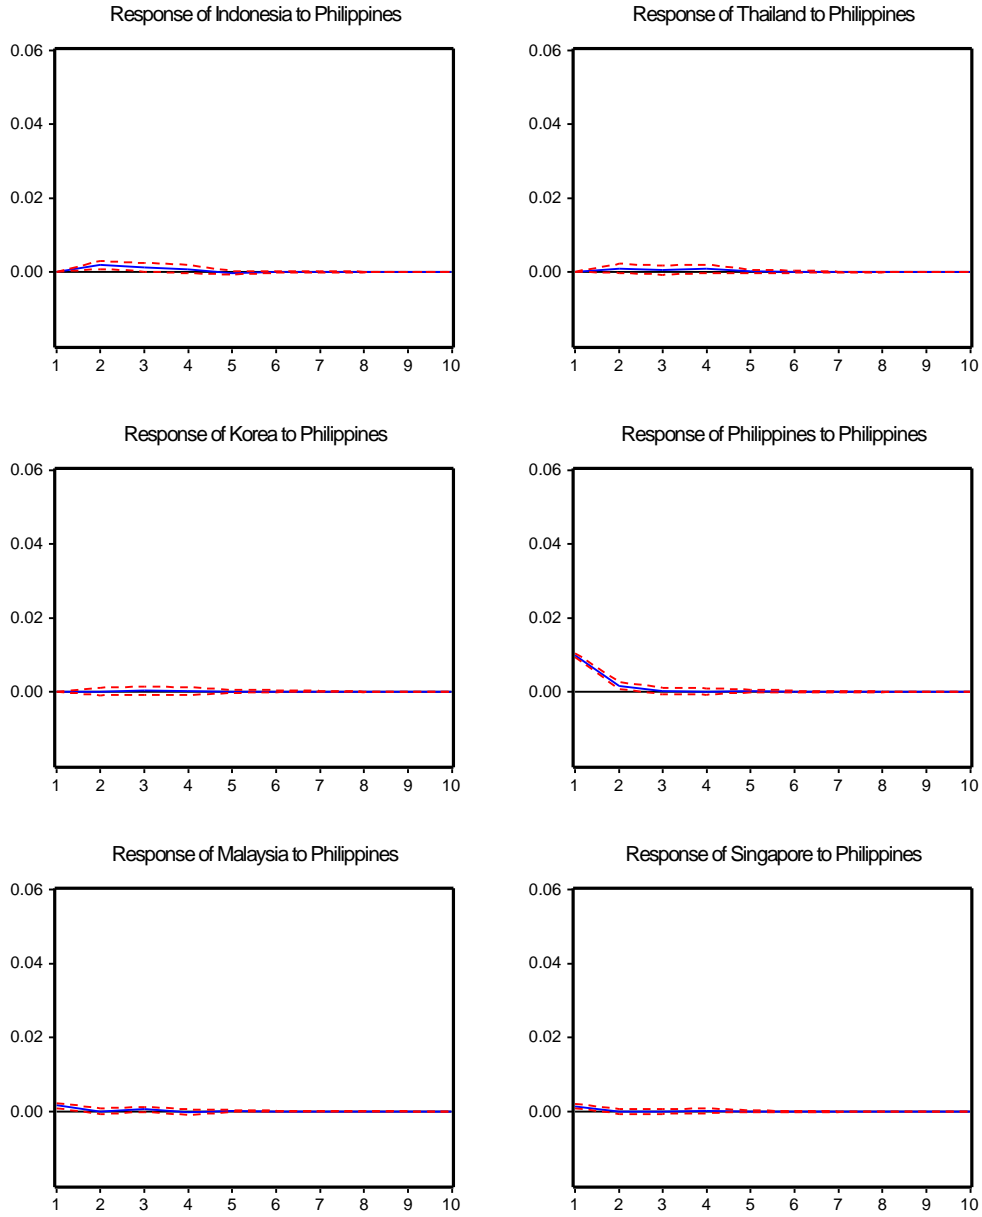 Response of Indonesia to Philippines
0.06
0.04
0.02
0.00
1 2 3 4 5 6 7 8 9 10
Response of Thailand to Philippines
0.06
0.04
0.02
0.00
1 2 3 4 5 6 7 8 9 10
Response of Korea to Philippines
0.06
0.04
0.02
0.00
1 2 3 4 5 6 7 8 9 10
Response of Philippines to Philippines
0.06
0.04
0.02
0.00
1 2 3 4 5 6 7 8 9 10
Response of Malaysia to Philippines
0.06
0.04
0.02
0.00
1 2 3 4 5 6 7 8 9 10
Response of Singapore to Philippines
0.06
0.04
0.02
0.00
1 2 3 4 5 6 7 8 9 10